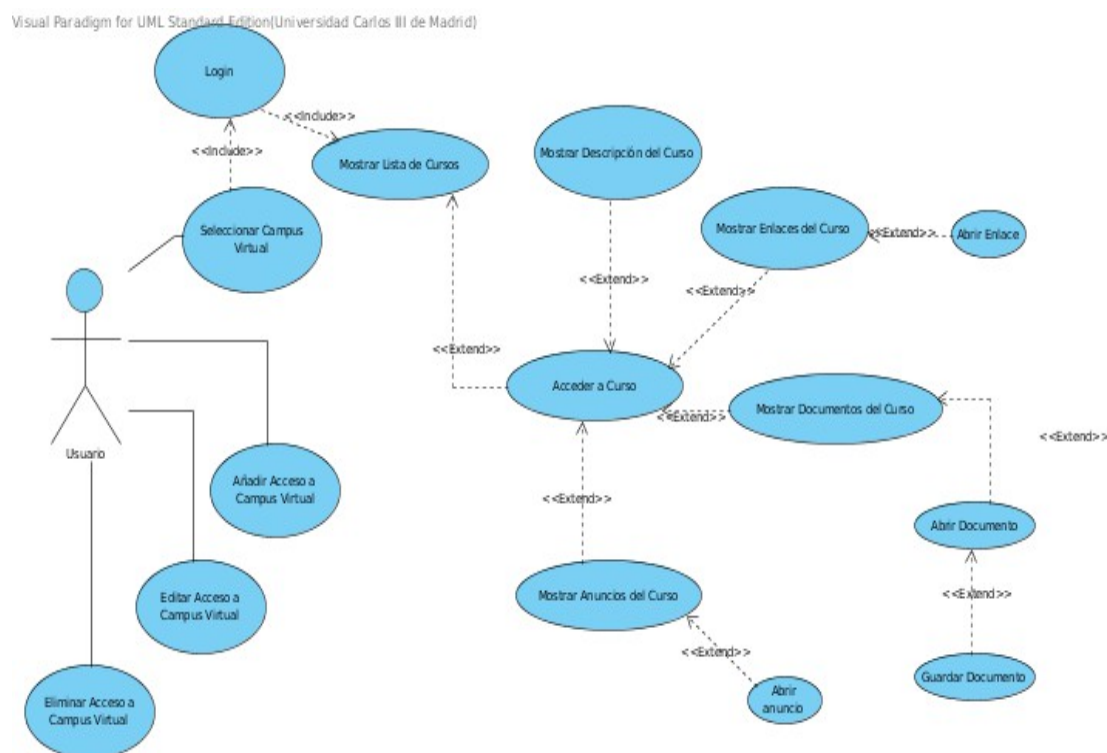 Visual Paradigm for UML Standard Edition(Universidad Carlos III de Madrid)
Login
<<Include>>
<<Include>>
Mostrar Lista de Cursos
Mostrar Descripción del Curso
Seleccionar Campus
Virtual
Mostrar Enlaces del Curso
<<Extend>>
Abrir Enlace
<<Extend>>
<<Extend>>
<<Extend>>
Acceder a Curso
Mostrar Documentos del Curso
<<Extend>>
<<Extend>>
Usuario
Añadir Acceso a
Campus Virtual
<<Extend>>
Abrir Documento
Editar Acceso a
Campus Virtual
Mostrar Anuncios del Curso
<<Extend>>
<<Extend>>
Guardar Documento
Eliminar Acceso a
Campus Virtual
Abrir
anuncio